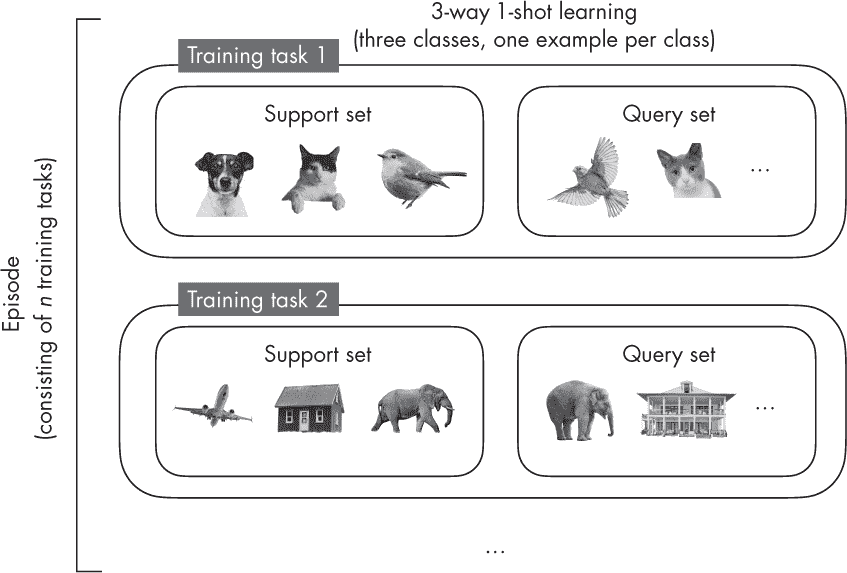 3-way 1-shot learning
(three classes, one example per class)
Training task 1
Support set
Query set
...
Training task 2
Support set
Query set
...
...
Episode
(consisting of n training tasks)